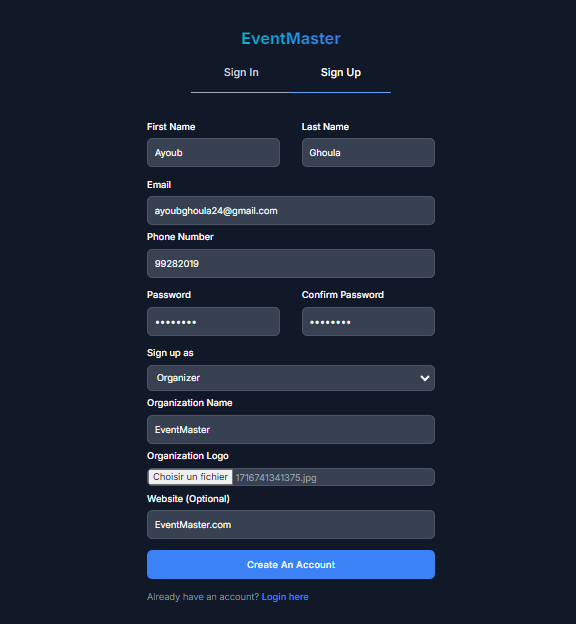 EventMaster
Sign In Sign Up
First Name Last Name
Ayoub Ghoula
Email
ayoubghoula24@gmail.com
Phone Number
99282019
Password Confirm Password
•••••••• ••••••••
Sign up as
Organizer
Organization Name
EventMaster
Organization Logo
Choisir un fichier 1716741341375.jpg
Website (Optional)
EventMaster.com
Create An Account
Already have an account? Login here